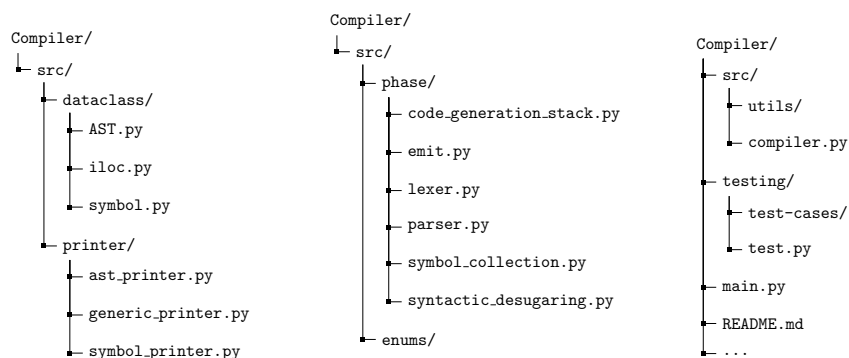 Compiler/
src/
dataclass/
AST.py
iloc.py
symbol.py
printer/
ast_printer.py
generic_printer.py
symbol_printer.py
Compiler/
src/
phase/
code_generation_stack.py
emit.py
lexer.py
parser.py
symbol_collection.py
syntactic_desugaring.py
enums/
Compiler/
src/
utils/
compiler.py
testing/
test-cases/
test.py
main.py
README.md
...